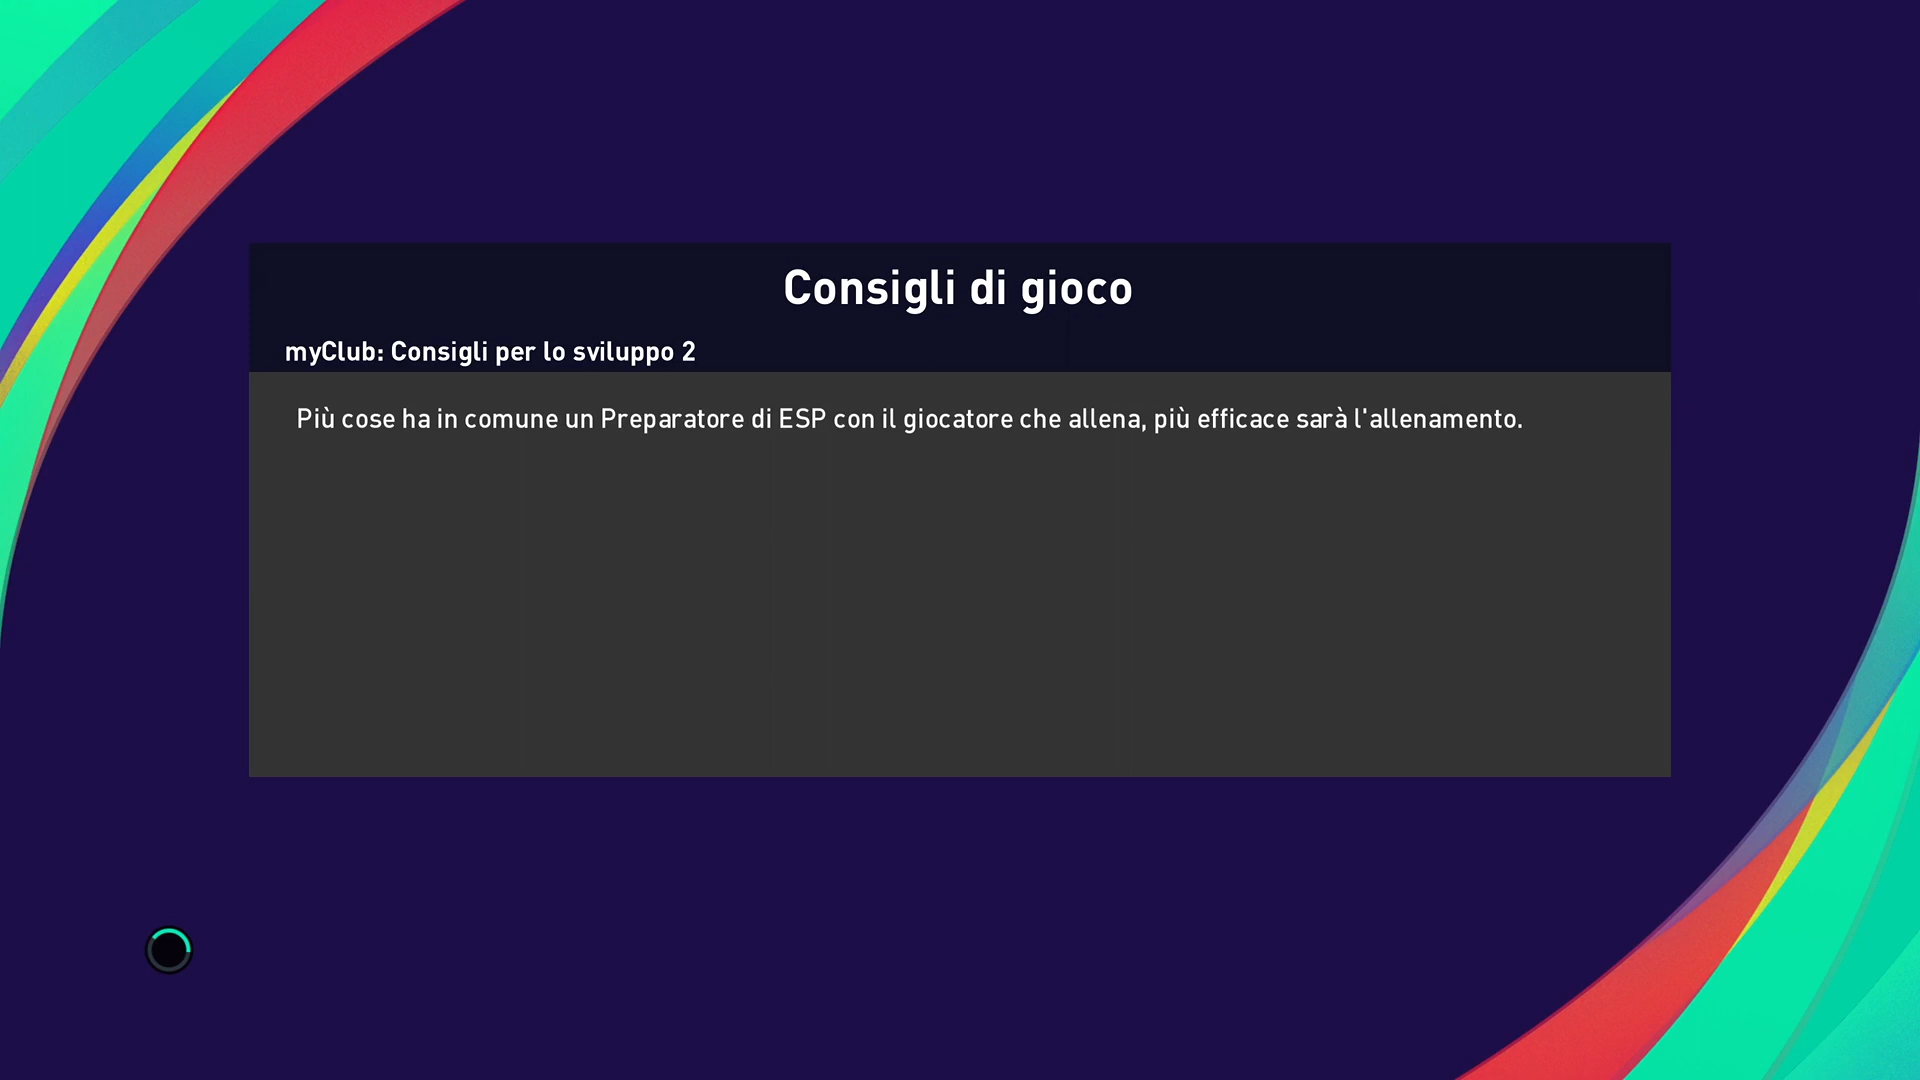 Consigli di gioco
myClub: Consigli per lo sviluppo 2
Più cose ha in comune un Preparatore di ESP con il giocatore che allena, più efficace sarà l'allenamento.